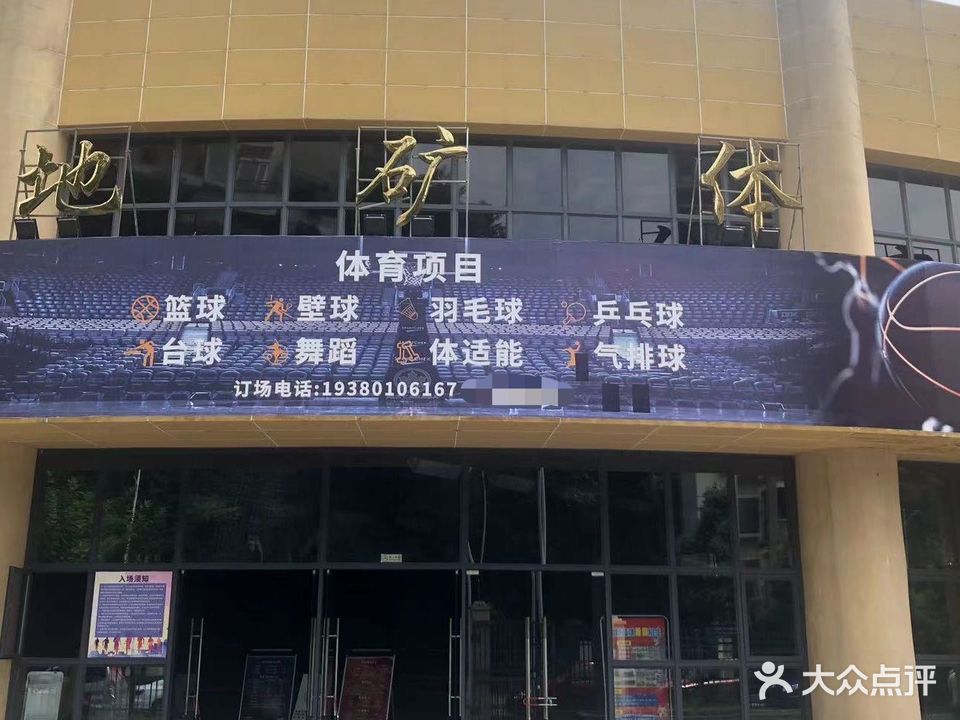 地矿体
体育项目
篮球 壁球 羽毛球 乒乓球
台球 舞蹈 体适能 气排球
订场电话:19380106167
入场须知
大众点评